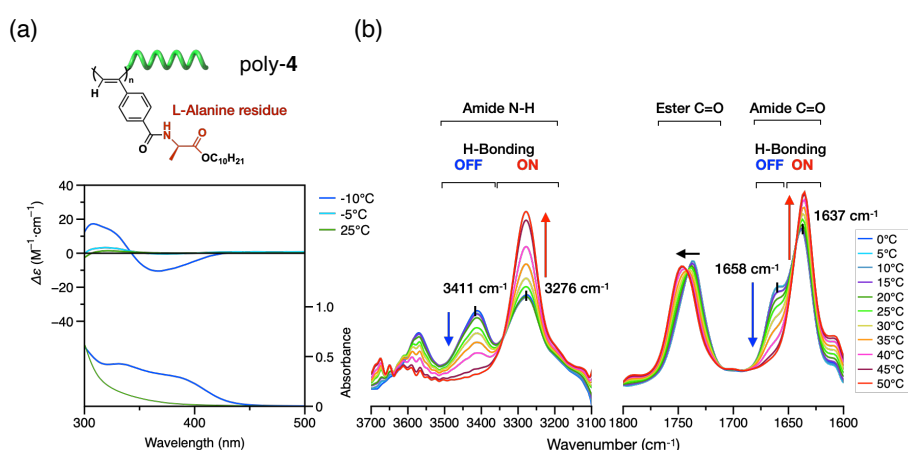 (a)
poly-4
( ) n
H
L-Alanine residue
H
N
O
O
OC₁₀H₂₁
40
20
0
−20
−40
Δε (M⁻¹·cm⁻¹)
-10°C
-5°C
25°C
1.0
0.5
0
Absorbance
300
400
500
Wavelength (nm)
(b)
Amide N-H
Ester C=O
Amide C=O
H-Bonding
OFF
ON
H-Bonding
OFF
ON
3411 cm⁻¹
3276 cm⁻¹
1658 cm⁻¹
1637 cm⁻¹
0°C
5°C
10°C
15°C
20°C
25°C
30°C
35°C
40°C
45°C
50°C
3700 3600 3500 3400 3300 3200 3100
1800 1750 1700 1650 1600
Wavenumber (cm⁻¹)